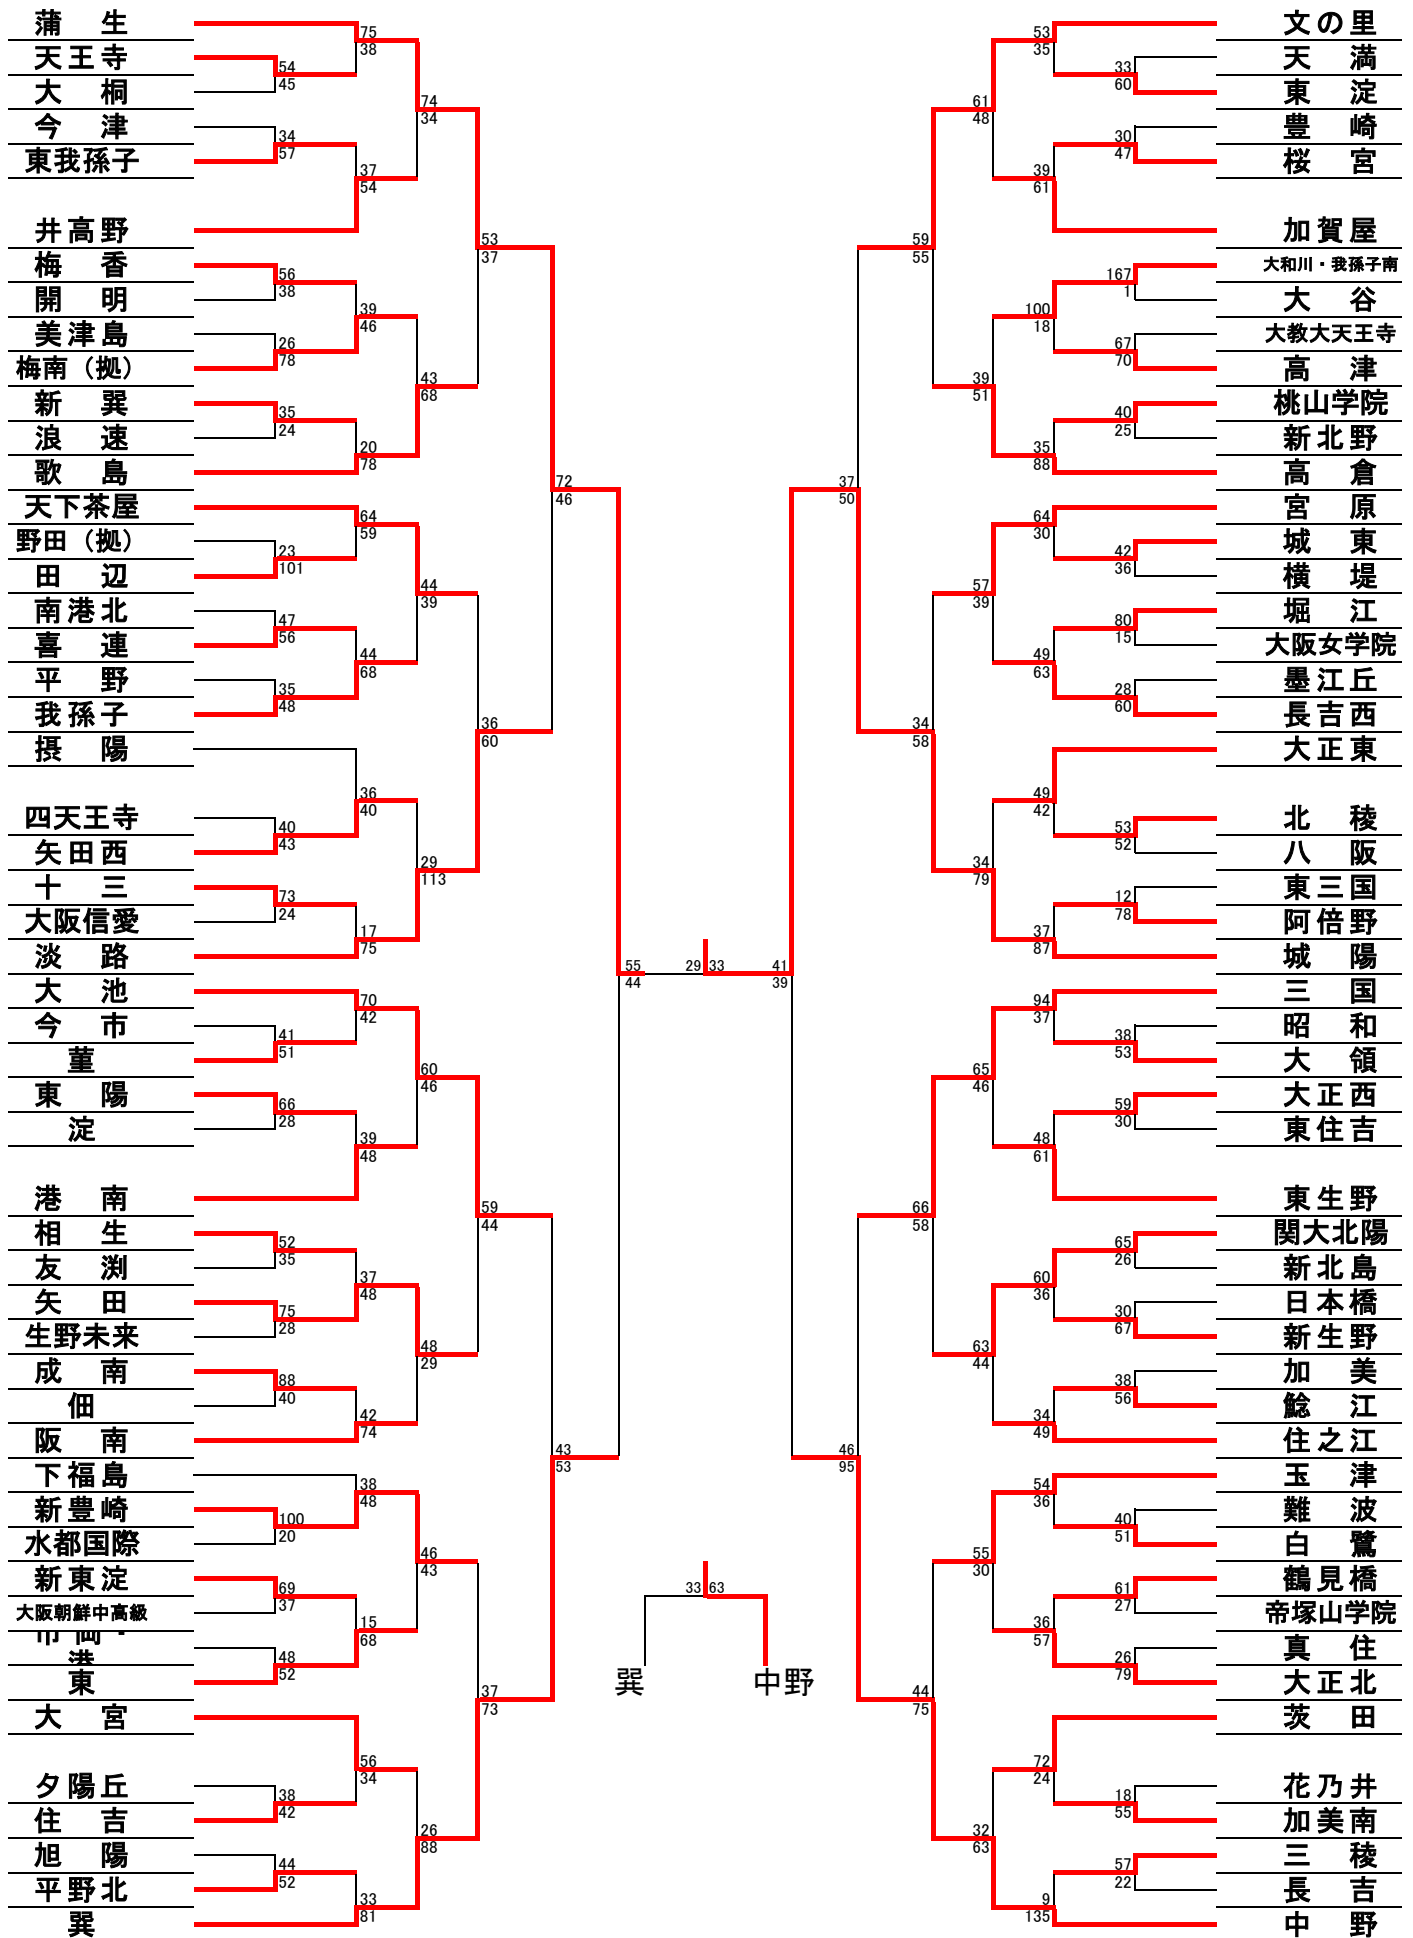 蒲 生
天王寺
大 桐
今 津
東我孫子
井高野
梅 香
開 明
美津島
梅南（拠）
新 巽
浪 速
歌 島
天下茶屋
野田（拠）
田 辺
南港北
喜 連
平 野
我孫子
摂 陽
四天王寺
矢田西
十 三
大阪信愛
淡 路
大 池
今 市
菫
東 陽
淀
港 南
相 生
友 渕
矢 田
生野未来
成 南
佃
阪 南
下福島
新豊崎
水都国際
新東淀
大阪朝鮮中高級
市 岡・
港
東
大 宮
夕陽丘
住 吉
旭 陽
平野北
巽
54
45
34
57
56
38
26
78
35
24
23
101
47
56
35
48
40
43
73
24
41
51
66
28
52
35
75
28
88
40
100
20
69
37
48
52
38
42
44
52
75
38
37
54
39
46
20
78
64
59
44
68
36
40
17
75
70
42
39
48
37
48
42
74
38
48
15
68
56
34
33
81
74
34
43
68
44
39
29
113
60
46
48
29
46
43
26
88
53
37
36
60
59
44
37
73
72
46
43
53
55
44
29 33
33 63
巽 中野
41
39
37
50
46
95
59
55
34
58
66
58
44
75
61
48
39
51
57
39
34
79
65
46
63
44
55
30
32
63
53
35
39
61
100
18
35
88
64
30
49
63
49
42
37
87
94
37
48
61
60
36
34
49
54
36
36
57
72
24
9
135
33
60
30
47
167
1
67
70
40
25
42
36
80
15
28
60
53
52
12
78
38
53
59
30
65
26
30
67
38
56
40
51
61
27
26
79
18
55
57
22
文の里
天 満
東 淀
豊 崎
桜 宮
加賀屋
大和川・我孫子南
大 谷
大教大天王寺
高 津
桃山学院
新北野
高 倉
宮 原
城 東
横 堤
堀 江
大阪女学院
墨江丘
長吉西
大正東
北 稜
八 阪
東三国
阿倍野
城 陽
三 国
昭 和
大 領
大正西
東住吉
東生野
関大北陽
新北島
日本橋
新生野
加 美
鯰 江
住之江
玉 津
難 波
白 鷺
鶴見橋
帝塚山学院
真 住
大正北
茨 田
花乃井
加美南
三 稜
長 吉
中 野